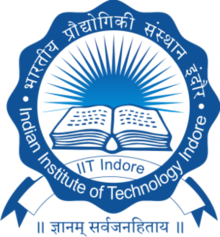 भारतीय प्रौद्योगिकी संस्थान इंदौर
IIT Indore
Indian Institute of Technology Indore
॥ ज्ञानम् सर्वजनहिताय ॥